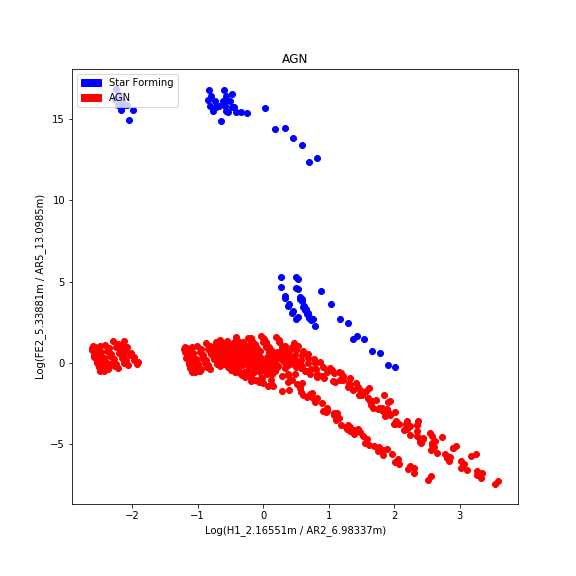 AGN
Star Forming
AGN
15
10
5
0
−5
Log(FE2_5.33881m / AR5_13.0985m)
−2
−1
0
1
2
3
Log(H1_2.16551m / AR2_6.98337m)